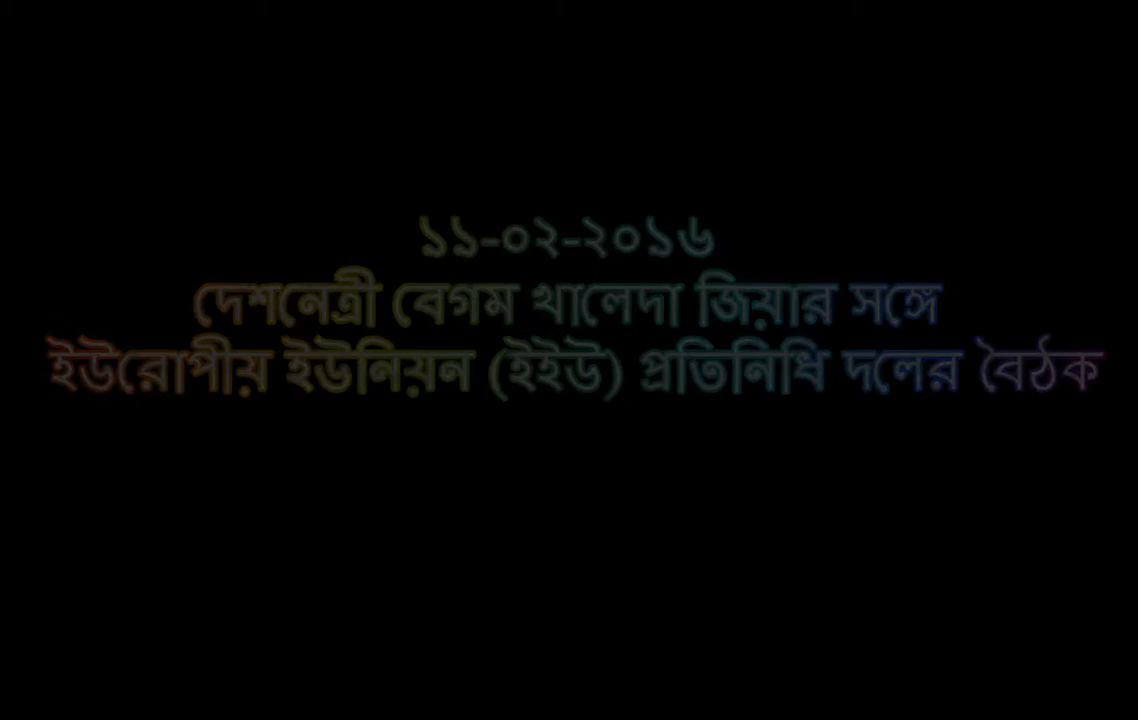 ১১-০২-২০১৬
দেশনেত্রী বেগম খালেদা জিয়ার সঙ্গে
ইউরোপীয় ইউনিয়ন (ইইউ) প্রতিনিধি দলের বৈঠক